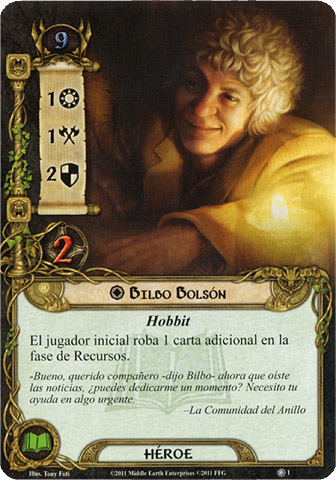 9
1
1
2
2
Bilbo Bolsón
Hobbit
El jugador inicial roba 1 carta adicional en la
fase de Recursos.
-Bueno, querido compañero -dijo Bilbo- ahora que oiste
las noticias, ¿puedes dedicarme un momento? Necesito tu
ayuda en algo urgente.
–La Comunidad del Anillo
HÉROE
Illus. Tony Foti
©2011 Middle Earth Enterprises ©2011 FFG
1